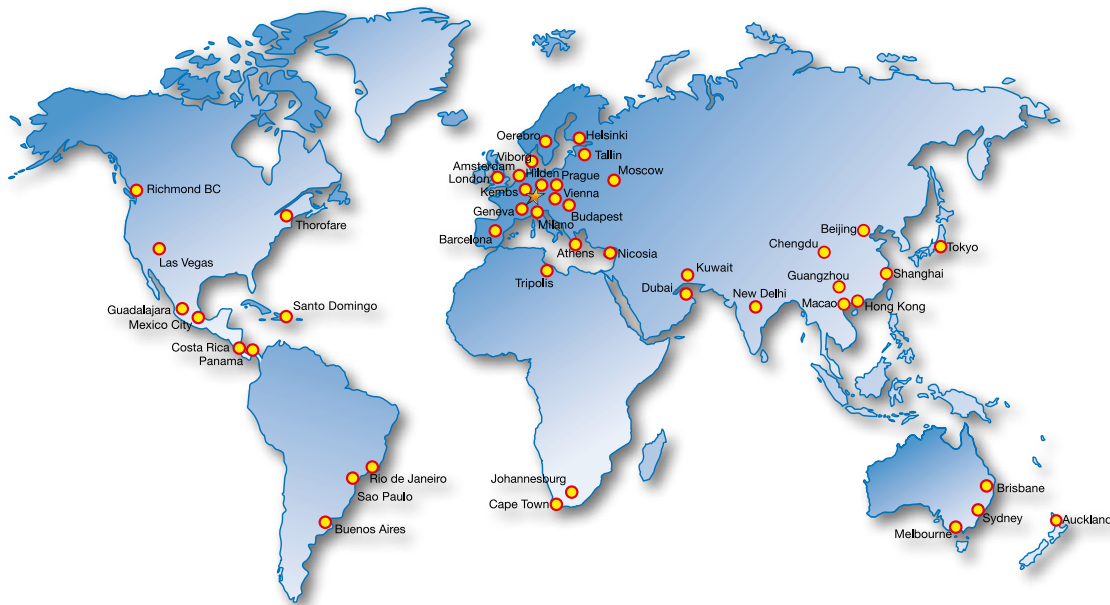 Oerebro
Helsinki
Viborg
Tallin
Amsterdam
Hilden
Prague
Moscow
London
Richmond BC
Kembs
Vienna
Geneva
Budapest
Thorofare
Milano
Barcelona
Athens
Nicosia
Beijing
Chengdu
Tokyo
Las Vegas
Tripolis
Kuwait
Shanghai
Guangzhou
Dubai
New Delhi
Macao
Hong Kong
Guadalajara
Santo Domingo
Mexico City
Costa Rica
Panama
Rio de Janeiro
Sao Paulo
Johannesburg
Cape Town
Buenos Aires
Brisbane
Sydney
Auckland
Melbourne